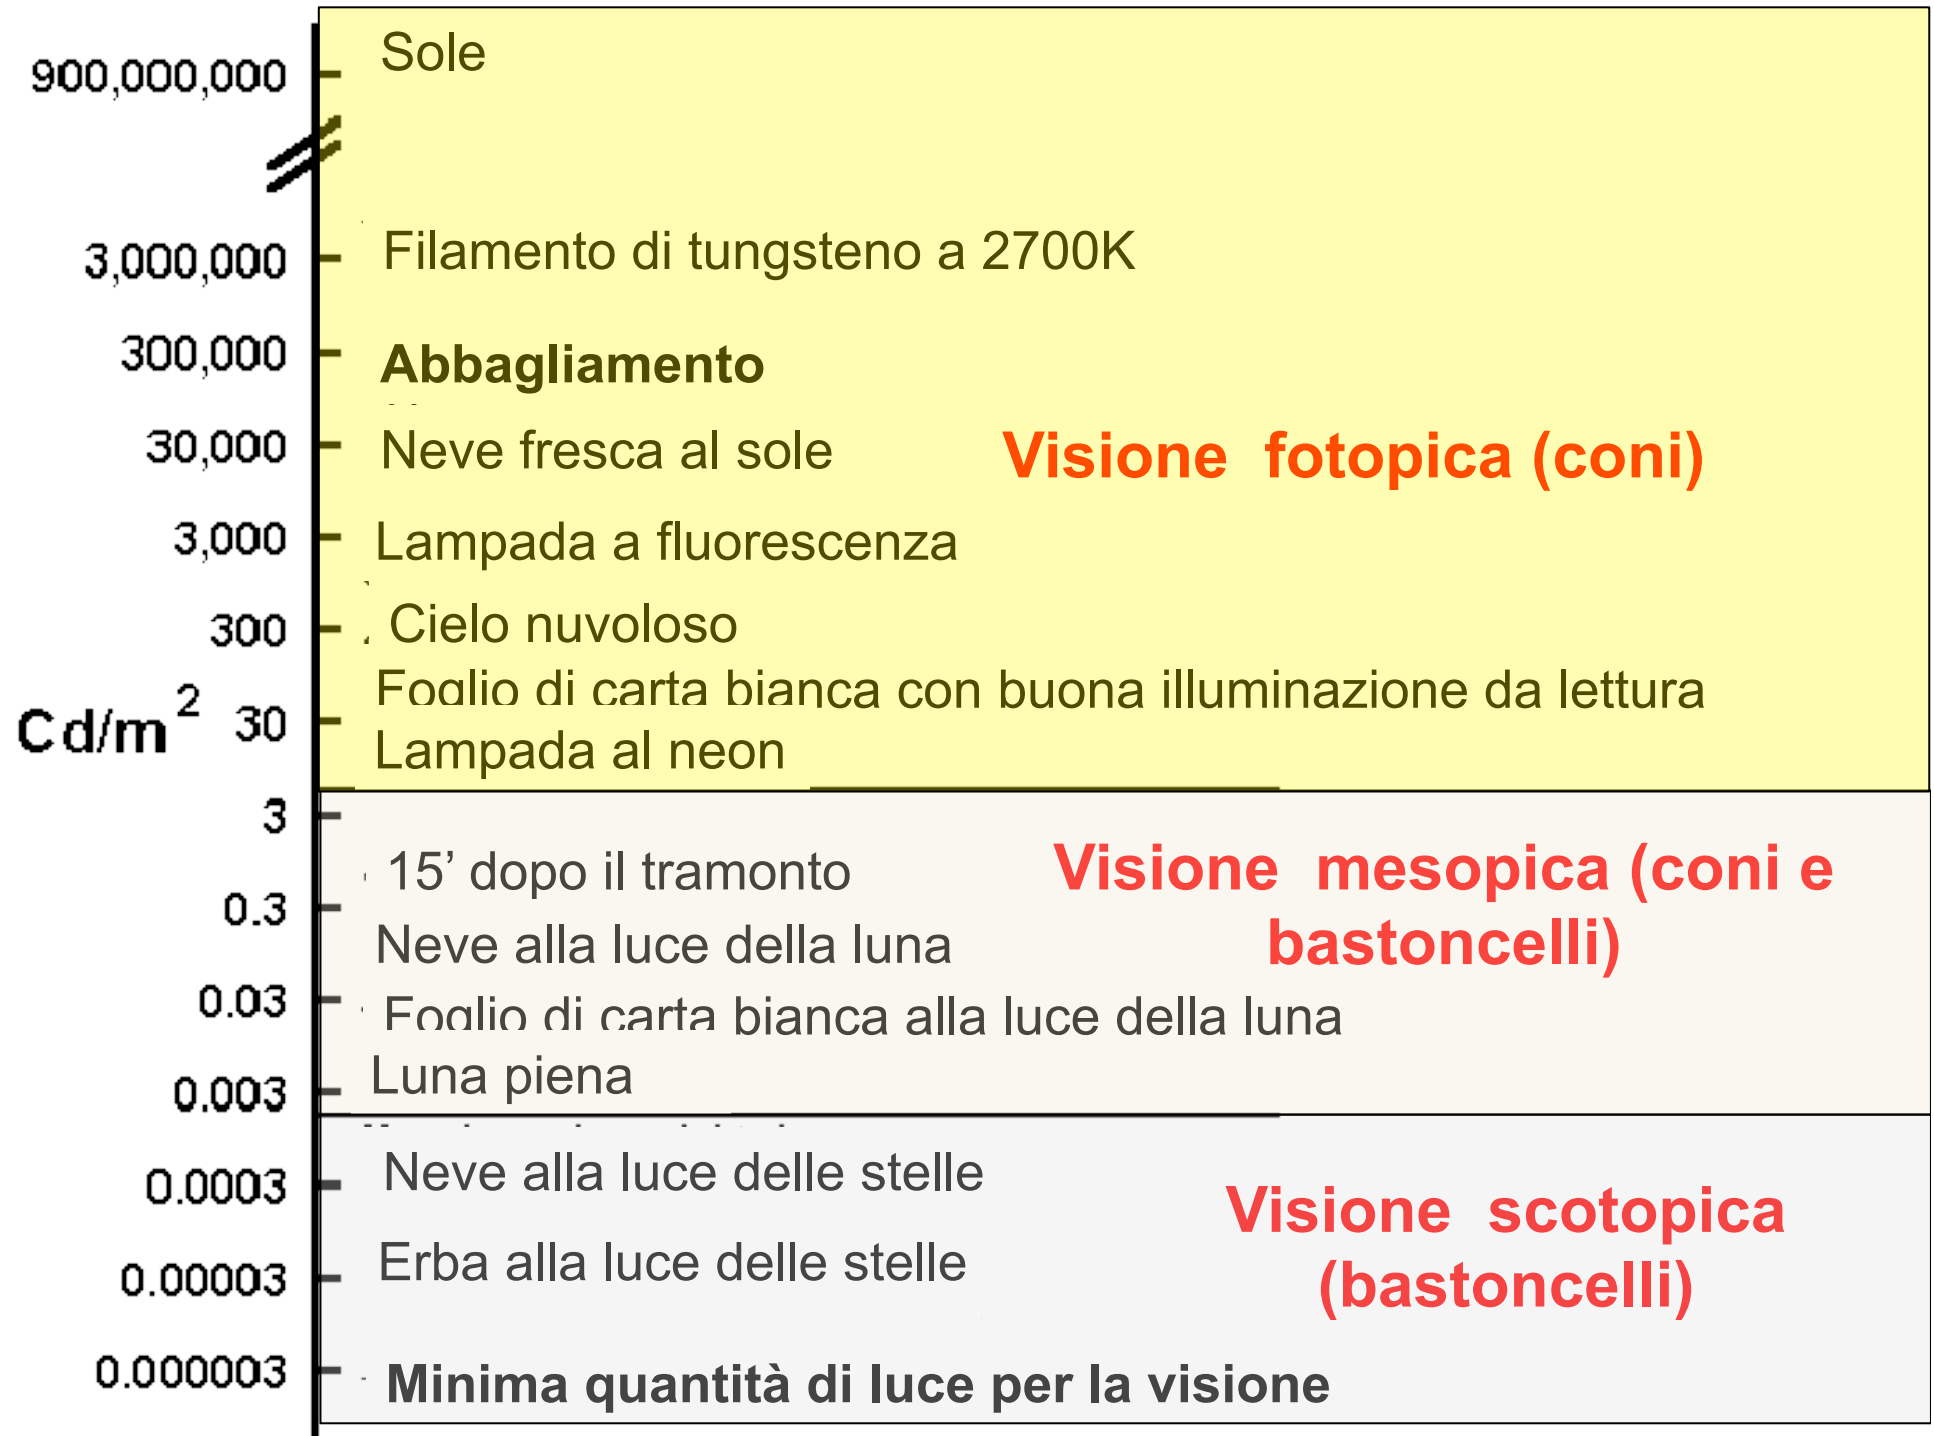 900,000,000 Sole
3,000,000 Filamento di tungsteno a 2700K
300,000 Abbagliamento
30,000 Neve fresca al sole
Visione fotopica (coni)
3,000 Lampada a fluorescenza
300 Cielo nuvoloso
Foglio di carta bianca con buona illuminazione da lettura
Cd/m² 30
Lampada al neon
3
15’ dopo il tramonto
Visione mesopica (coni e
bastoncelli)
0.3
Neve alla luce della luna
0.03 Foglio di carta bianca alla luce della luna
0.003 Luna piena
0.0003 Neve alla luce delle stelle
Visione scotopica
(bastoncelli)
0.00003 Erba alla luce delle stelle
0.000003 Minima quantità di luce per la visione